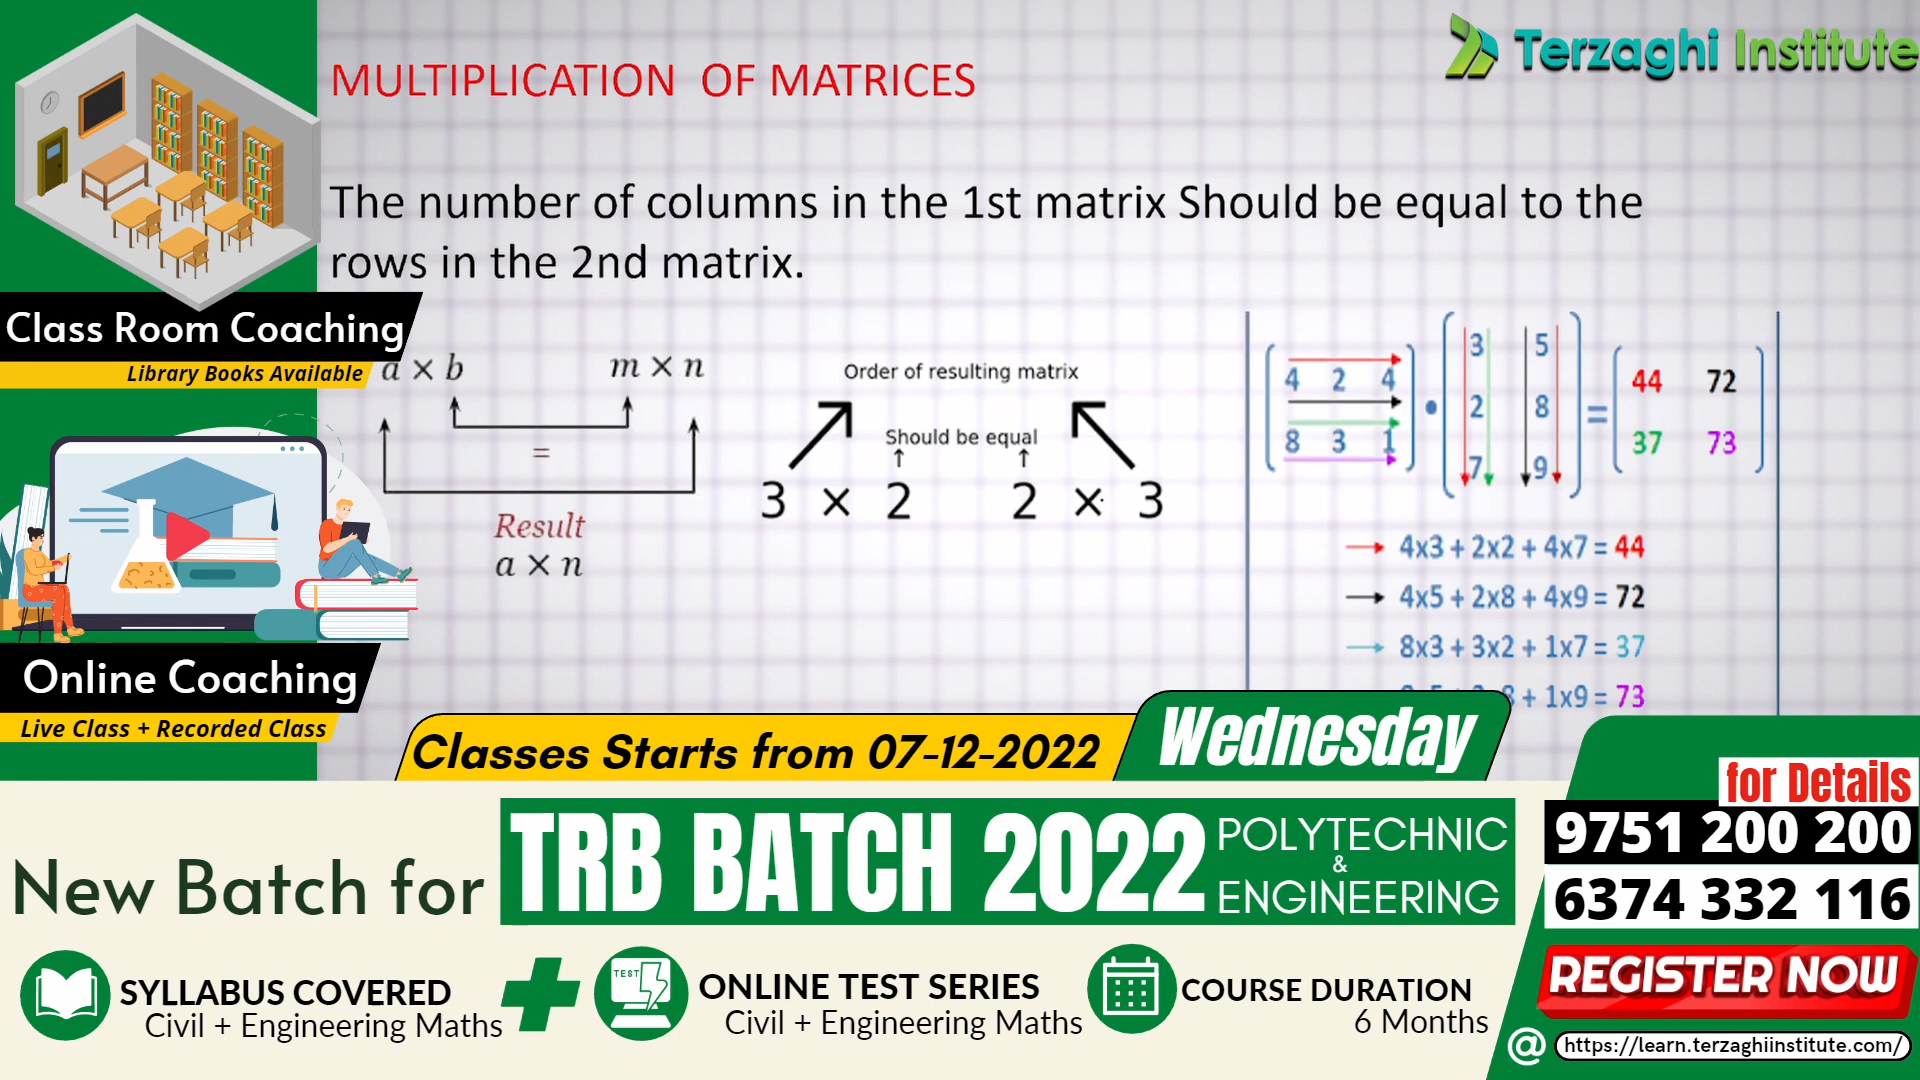 Terzaghi Institute
MULTIPLICATION OF MATRICES
The number of columns in the 1st matrix Should be equal to the
rows in the 2nd matrix.
Class Room Coaching
Library Books Available
a × b
m × n
=
Result
a × n
Order of resulting matrix
Should be equal
3 × 2 2 × 3
4 2 4
8 3 1
•
3 5
2 8
7 9
=
44 72
37 73
4x3 + 2x2 + 4x7 = 44
4x5 + 2x8 + 4x9 = 72
8x3 + 3x2 + 1x7 = 37
8 + 1x9 = 73
Online Coaching
Live Class + Recorded Class
Classes Starts from 07-12-2022
Wednesday
New Batch for
TRB BATCH 2022
POLYTECHNIC
&
ENGINEERING
for Details
9751 200 200
6374 332 116
REGISTER NOW
@ https://learn.terzaghiinstitute.com/
SYLLABUS COVERED
Civil + Engineering Maths
TEST
ONLINE TEST SERIES
Civil + Engineering Maths
COURSE DURATION
6 Months